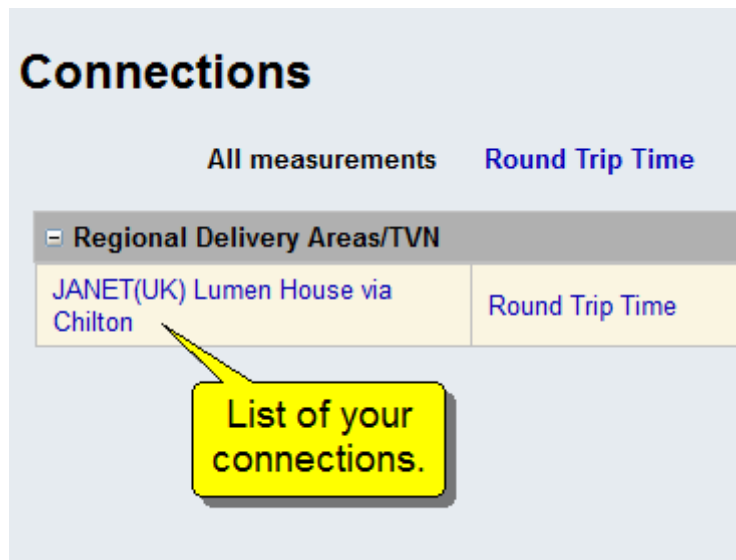 Connections
All measurements Round Trip Time
Regional Delivery Areas/TVN
JANET(UK) Lumen House via
Chilton
Round Trip Time
List of your
connections.